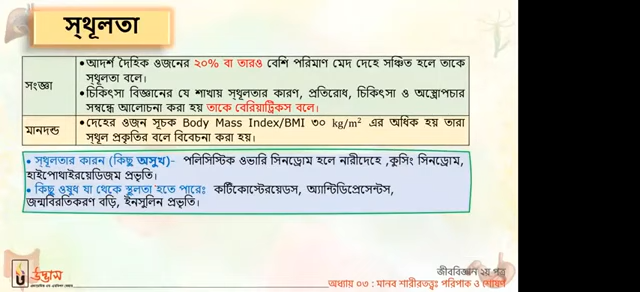 স্থূলতা
সংজ্ঞা
•আদর্শ দৈহিক ওজনের ২০% বা তারও বেশি পরিমাণ মেদ দেহে সঞ্চিত হলে তাকে
স্থূলতা বলে।
•চিকিৎসা বিজ্ঞানের যে শাখায় স্থূলতার কারণ, প্রতিরোধ, চিকিৎসা ও অস্ত্রোপচার
সম্বন্ধে আলোচনা করা হয় তাকে বেরিয়াট্রিকস বলে।
মানদন্ড
•দেহের ওজন সূচক Body Mass Index/BMI ৩০ kg/m² এর অধিক হয় তারা
স্থূল প্রকৃতির বলে বিবেচনা করা হয়।
• স্থূলতার কারন (কিছু অসুখ)- পলিসিস্টিক ওভারি সিনড্রোম হলে নারীদেহে ,কুসিং সিনড্রোম,
হাইপোথাইরয়েডিজম প্রভৃতি।
• কিছু ওষুধ যা থেকে স্থুলতা হতে পারেঃ কর্টিকোস্টেরয়েডস, অ্যান্টিডিপ্রেসেন্টস,
জন্মবিরতিকরণ বড়ি, ইনসুলিন প্রভৃতি।
উদ্ভাস
জীববিজ্ঞান ২য় পত্র
অধ্যায় ০৩ : মানব শারীরতত্ত্বঃ পরিপাক ও শোষণ